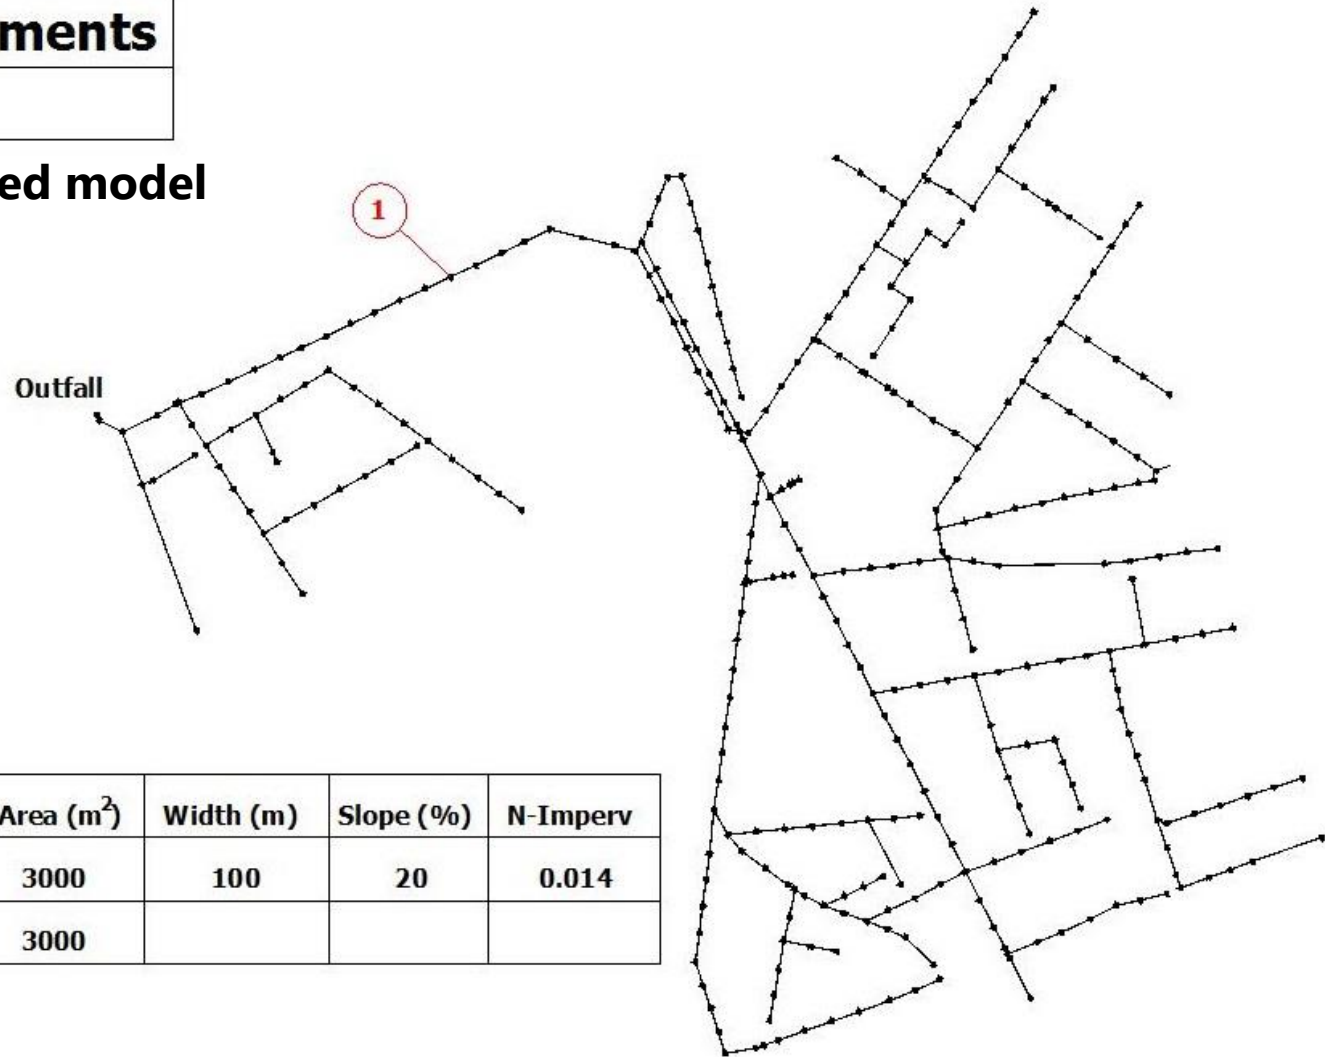 ments
ed model
1
Outfall
Area (m²) Width (m) Slope (%) N-Imperv
3000 100 20 0.014
3000